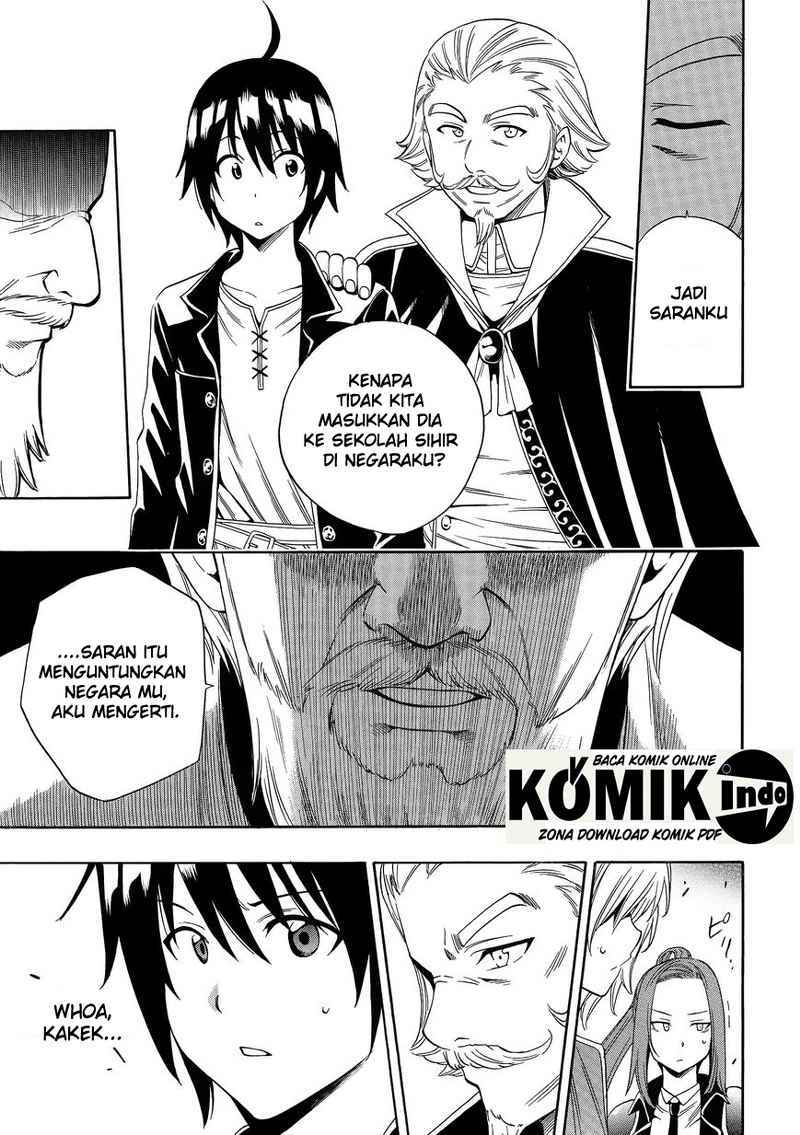 JADI
SARANKU
KENAPA
TIDAK KITA
MASUKKAN DIA
KE SEKOLAH SIHIR
DI NEGARAKU?
....SARAN ITU
MENGUNTUNGKAN
NEGARA MU,
AKU MENGERTI.
BACA KOMIK ONLINE
KOMIK indo
ZONA DOWNLOAD KOMIK PDF
ピ
WHOA,
KAKEK...